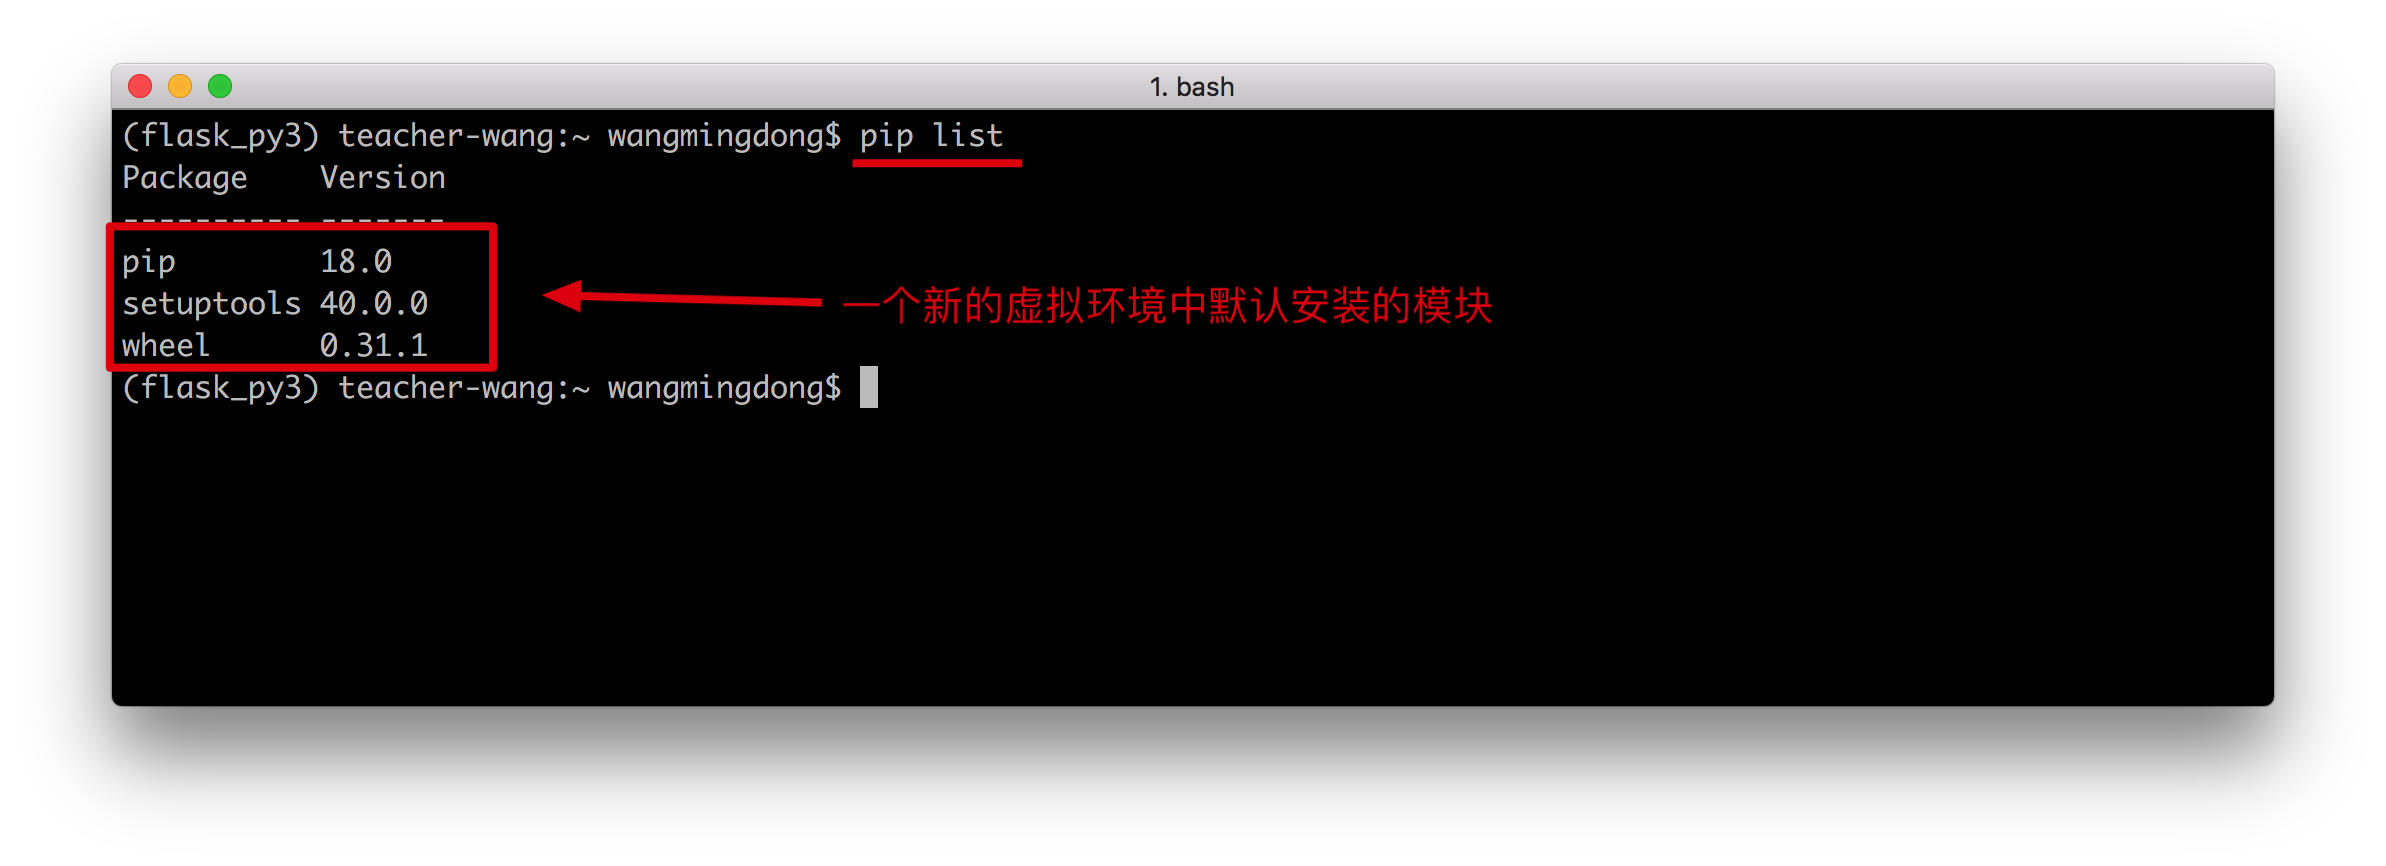 1. bash
(flask_py3) teacher-wang:~ wangmingdong$ pip list
Package    Version
---------- -------
pip        18.0
setuptools 40.0.0
wheel      0.31.1
一个新的虚拟环境中默认安装的模块
(flask_py3) teacher-wang:~ wangmingdong$